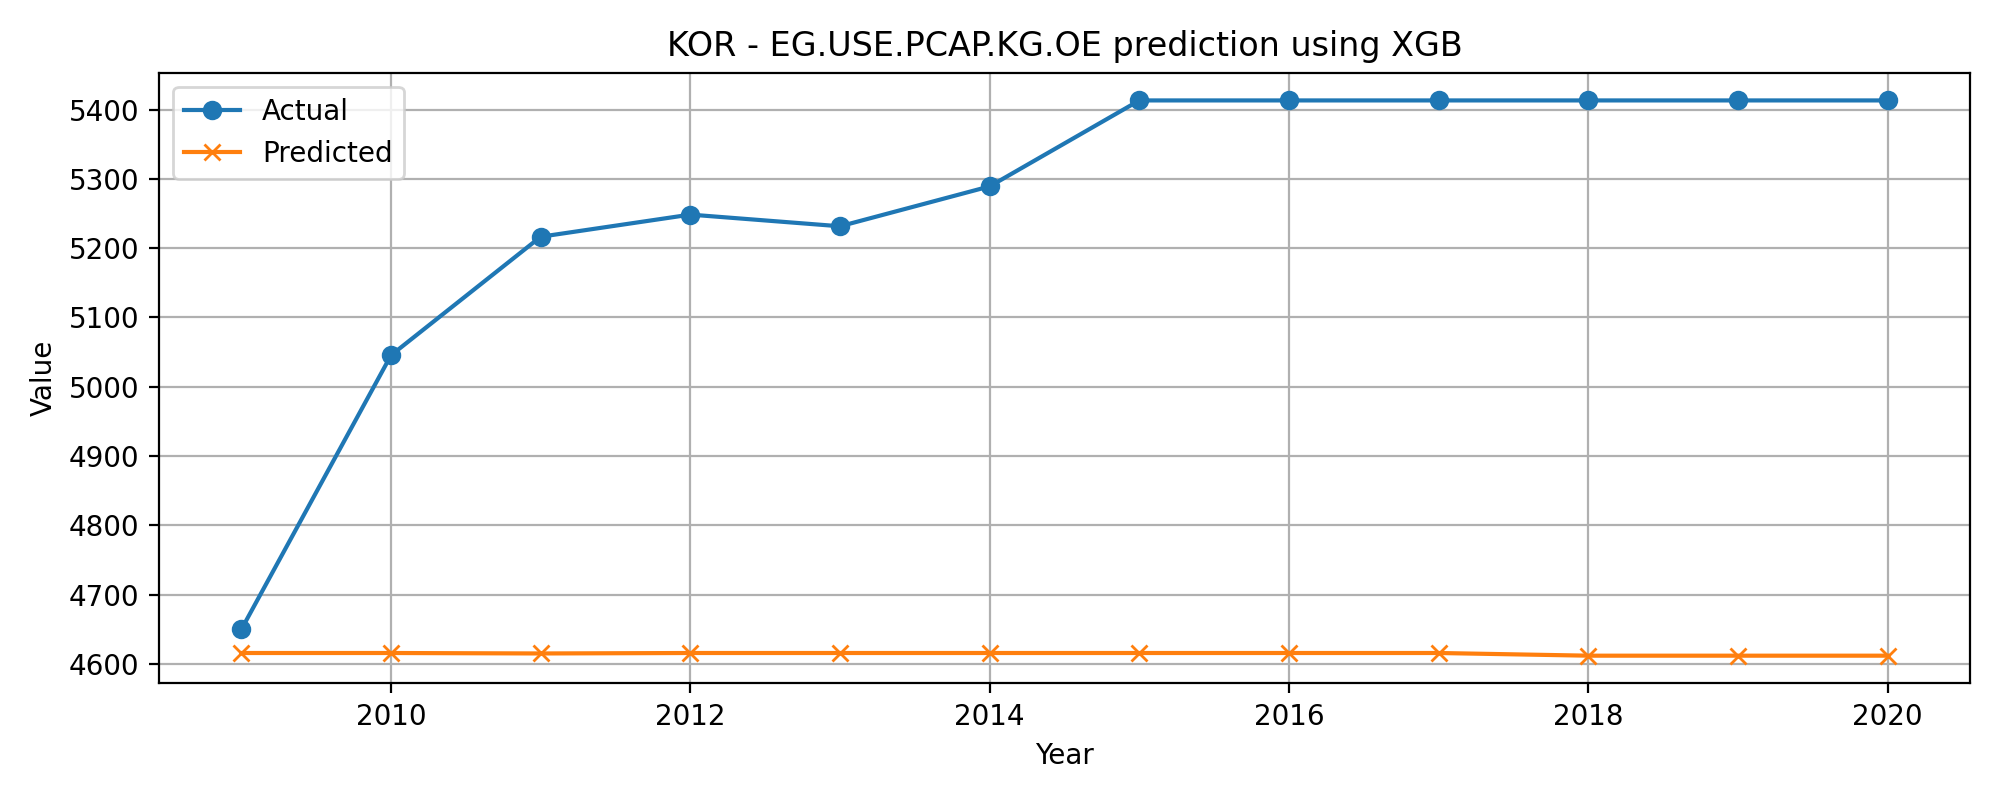 KOR - EG.USE.PCAP.KG.OE prediction using XGB
Actual
Predicted
Value
5400
5300
5200
5100
5000
4900
4800
4700
4600
2010 2012 2014 2016 2018 2020
Year